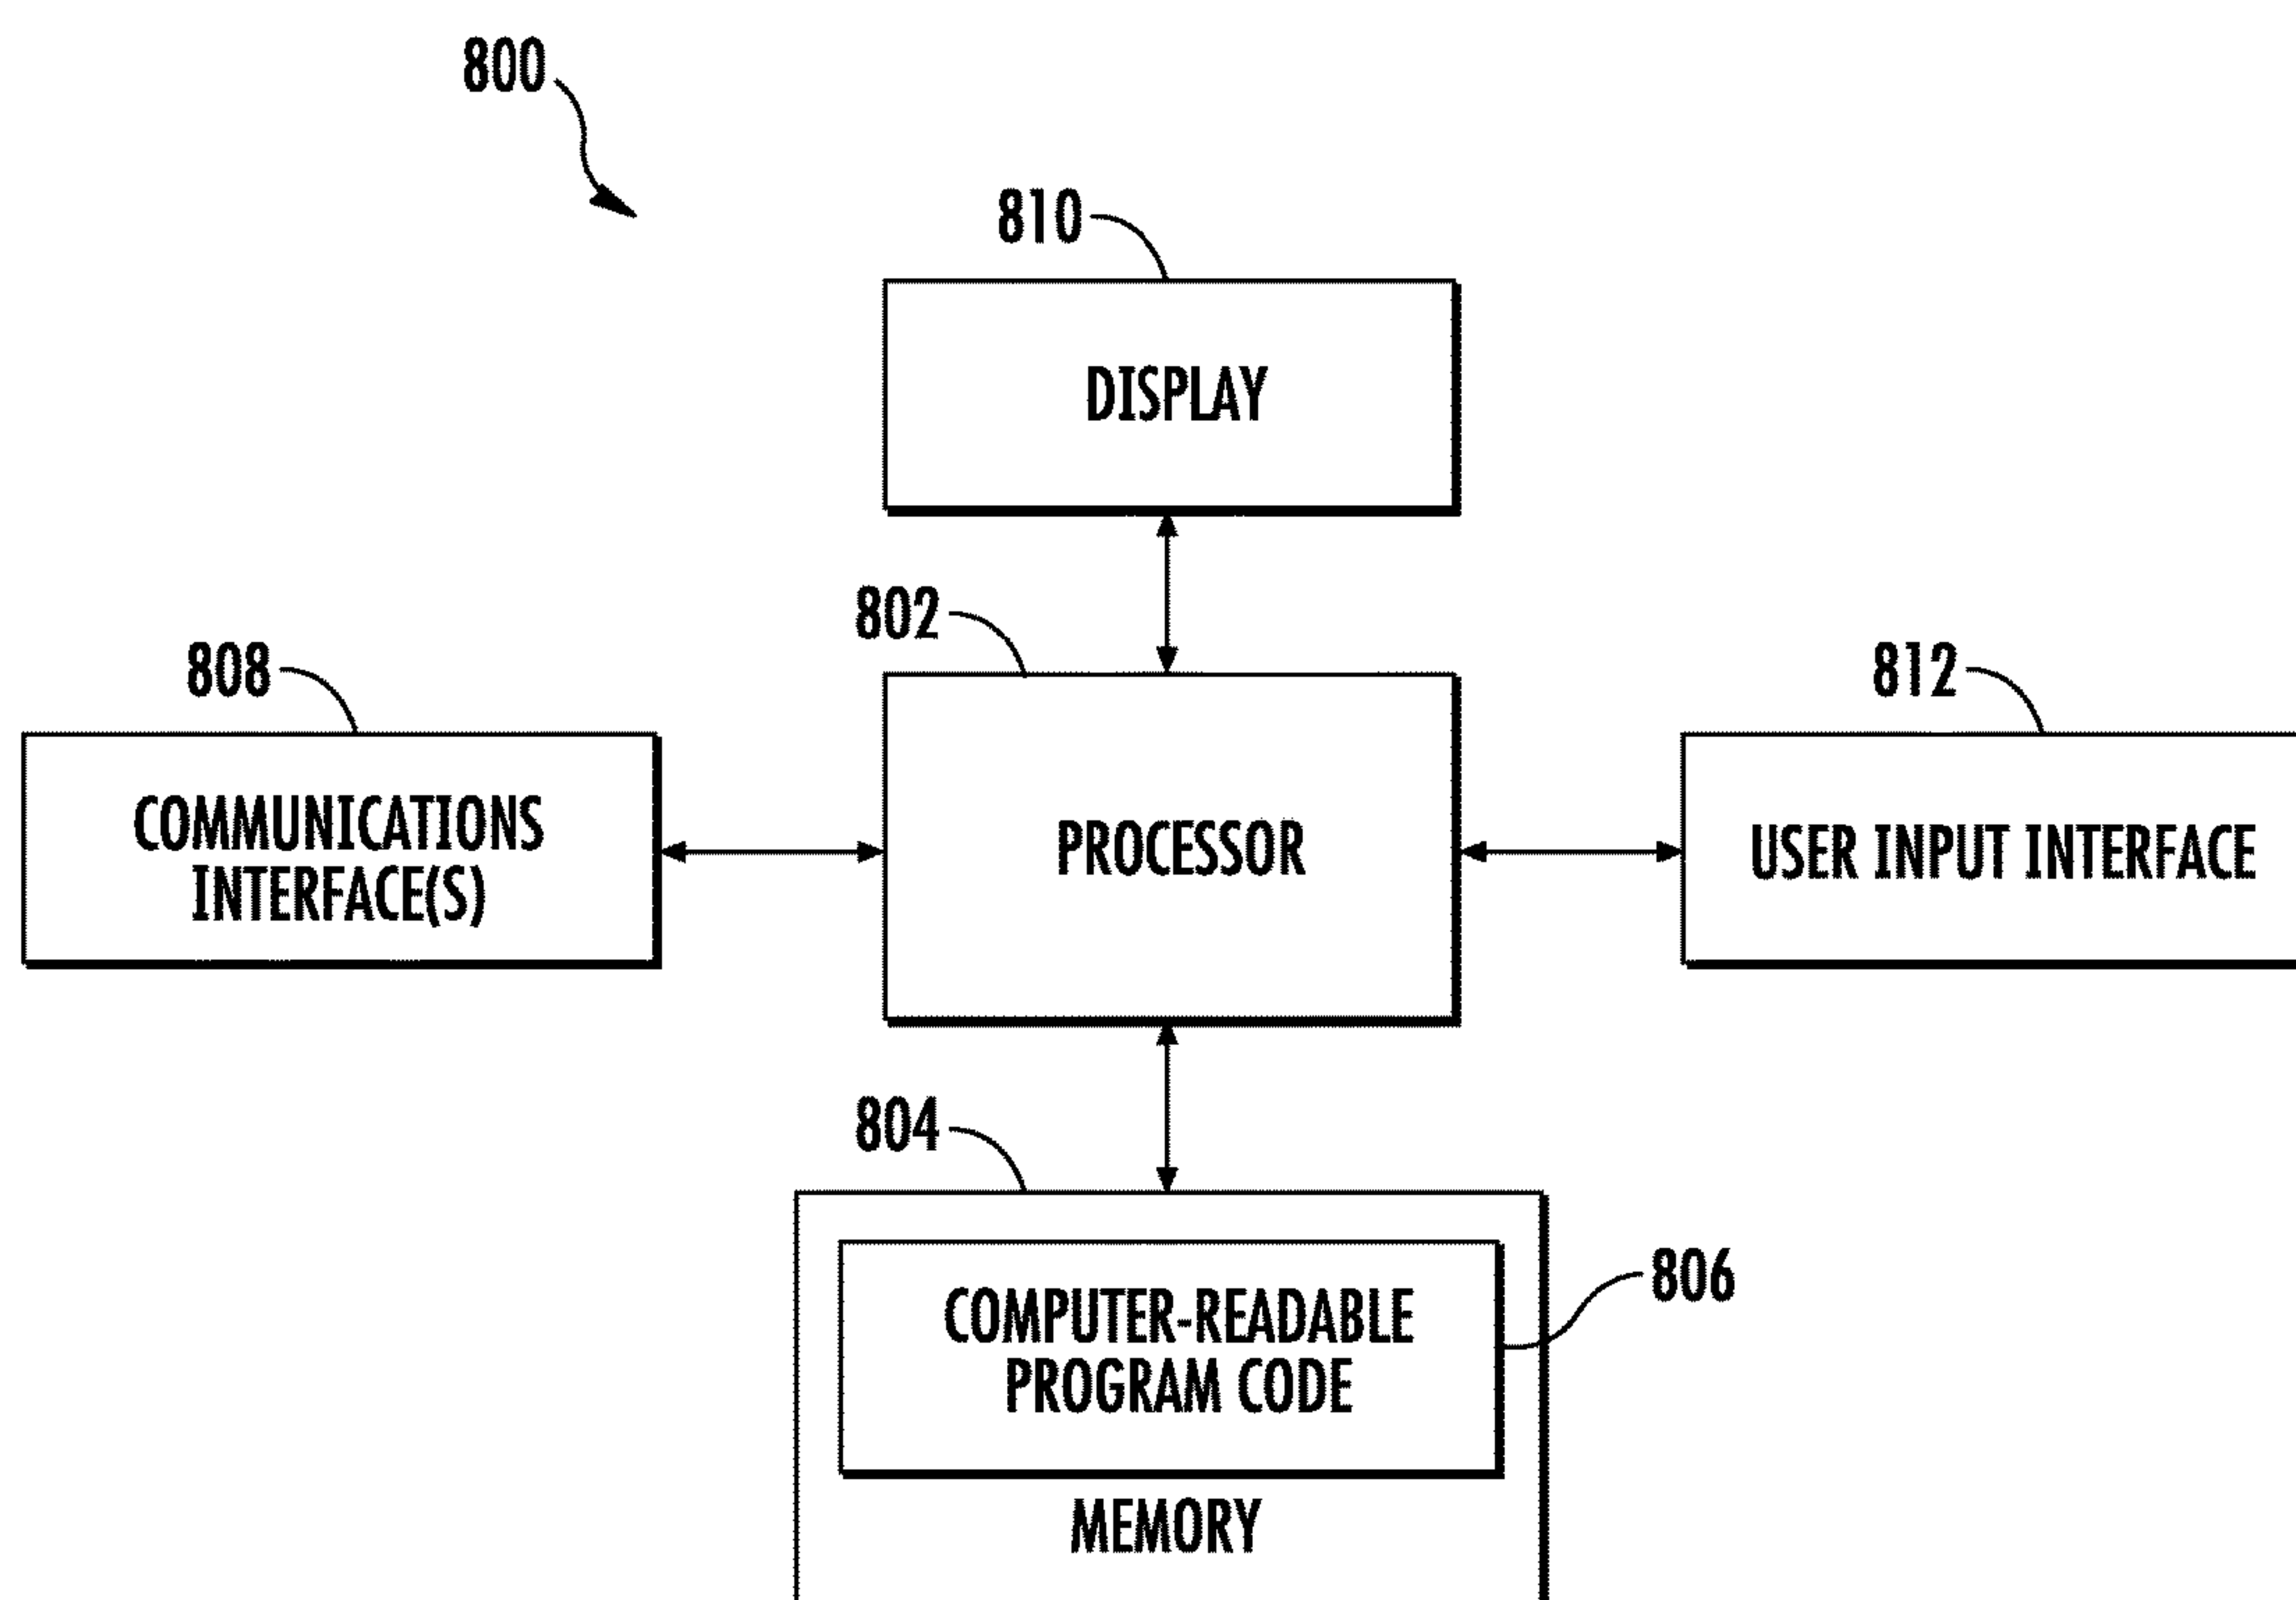 800
810
DISPLAY
802
808
812
COMMUNICATIONS
INTERFACE(S)
PROCESSOR
USER INPUT INTERFACE
804
806
COMPUTER-READABLE
PROGRAM CODE
MEMORY